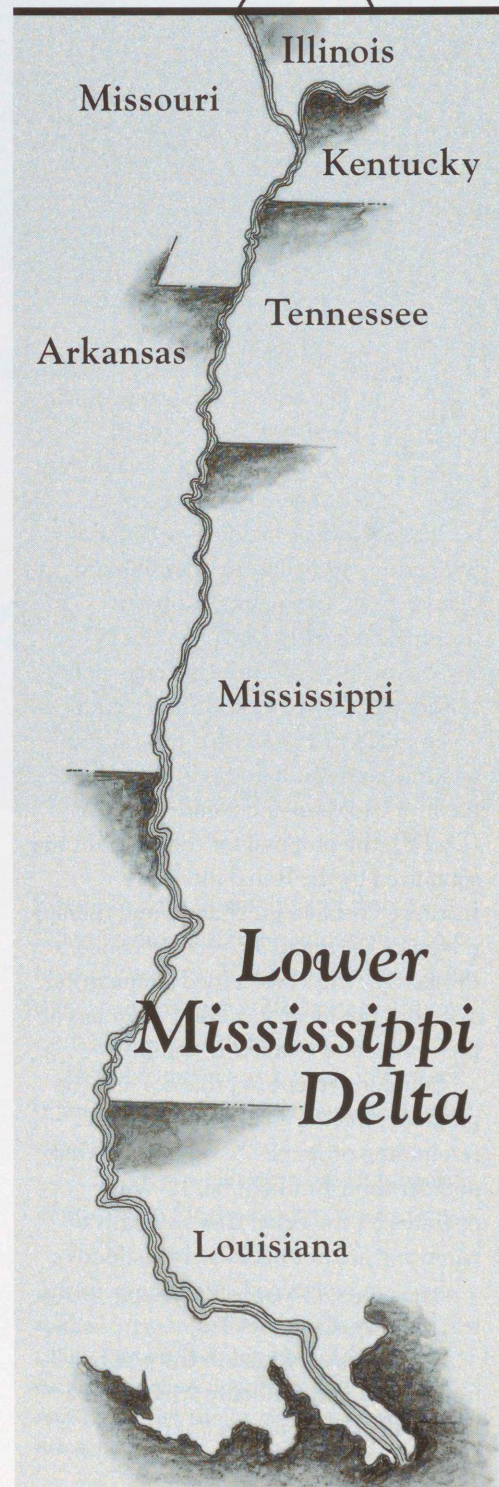 Illinois
Missouri
Kentucky
Tennessee
Arkansas
Mississippi
Lower
Mississippi
Delta
Louisiana